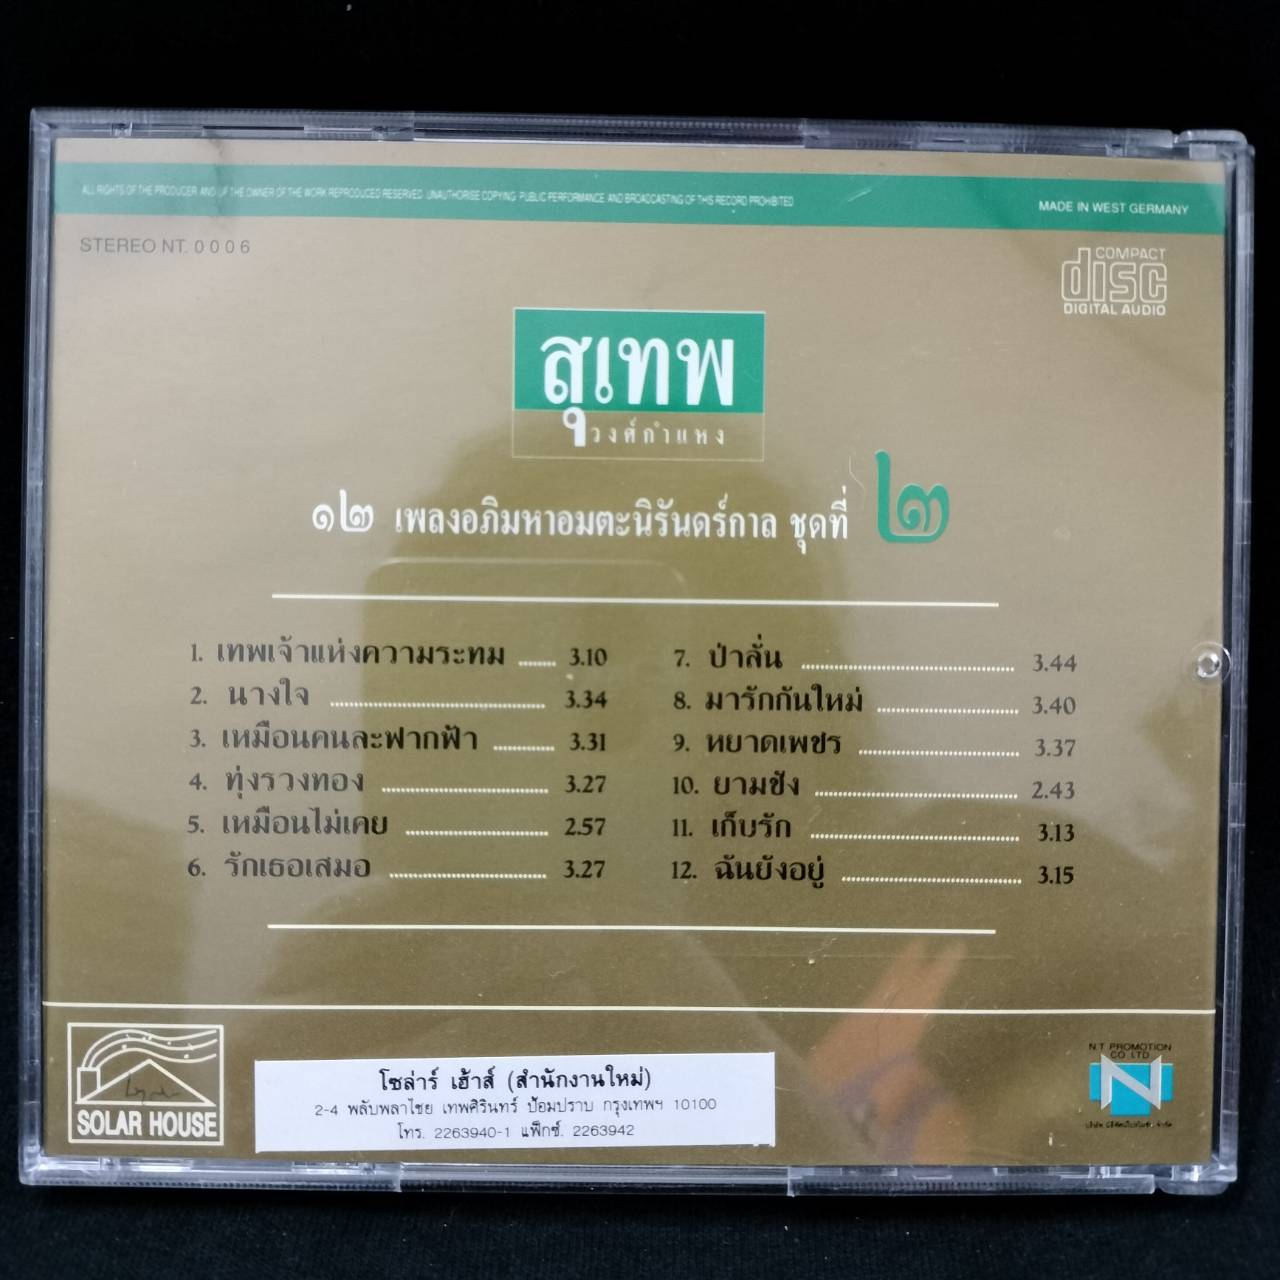 ALL RIGHTS OF THE PRODUCER AND OF THE OWNER OF THE WORK REPRODUCED RESERVED. UNAUTHORISE COPYING PUBLIC PERFORMANCE AND BROADCASTING OF THIS RECORD PROHIBITED
MADE IN WEST GERMANY
STEREO NT. 0006
COMPACT
disc
DIGITAL AUDIO
สุเทพ
วงศ์กำแหง
๑๒ เพลงอภิมหาอมตะนิรันดร์กาล ชุดที่ ๒
1. เทพเจ้าแห่งความระทม ...... 3.10
2. นางใจ ...... 3.34
3. เหมือนคนละฟากฟ้า ...... 3.31
4. ทุ่งรวงทอง ...... 3.27
5. เหมือนไม่เคย ...... 2.57
6. รักเธอเสมอ ...... 3.27
7. ป่าลั่น ...... 3.44
8. มารักกันใหม่ ...... 3.40
9. หยาดเพชร ...... 3.37
10. ยามชัง ...... 2.43
11. เก็บรัก ...... 3.13
12. ฉันยังอยู่ ...... 3.15
SOLAR HOUSE
โซล่าร์ เฮ้าส์ (สำนักงานใหม่)
2-4 พลับพลาไชย เทพศิรินทร์ ป้อมปราบ กรุงเทพฯ 10100
โทร. 2263940-1 แฟ็กซ์. 2263942
N.T PROMOTION
CO. LTD
N